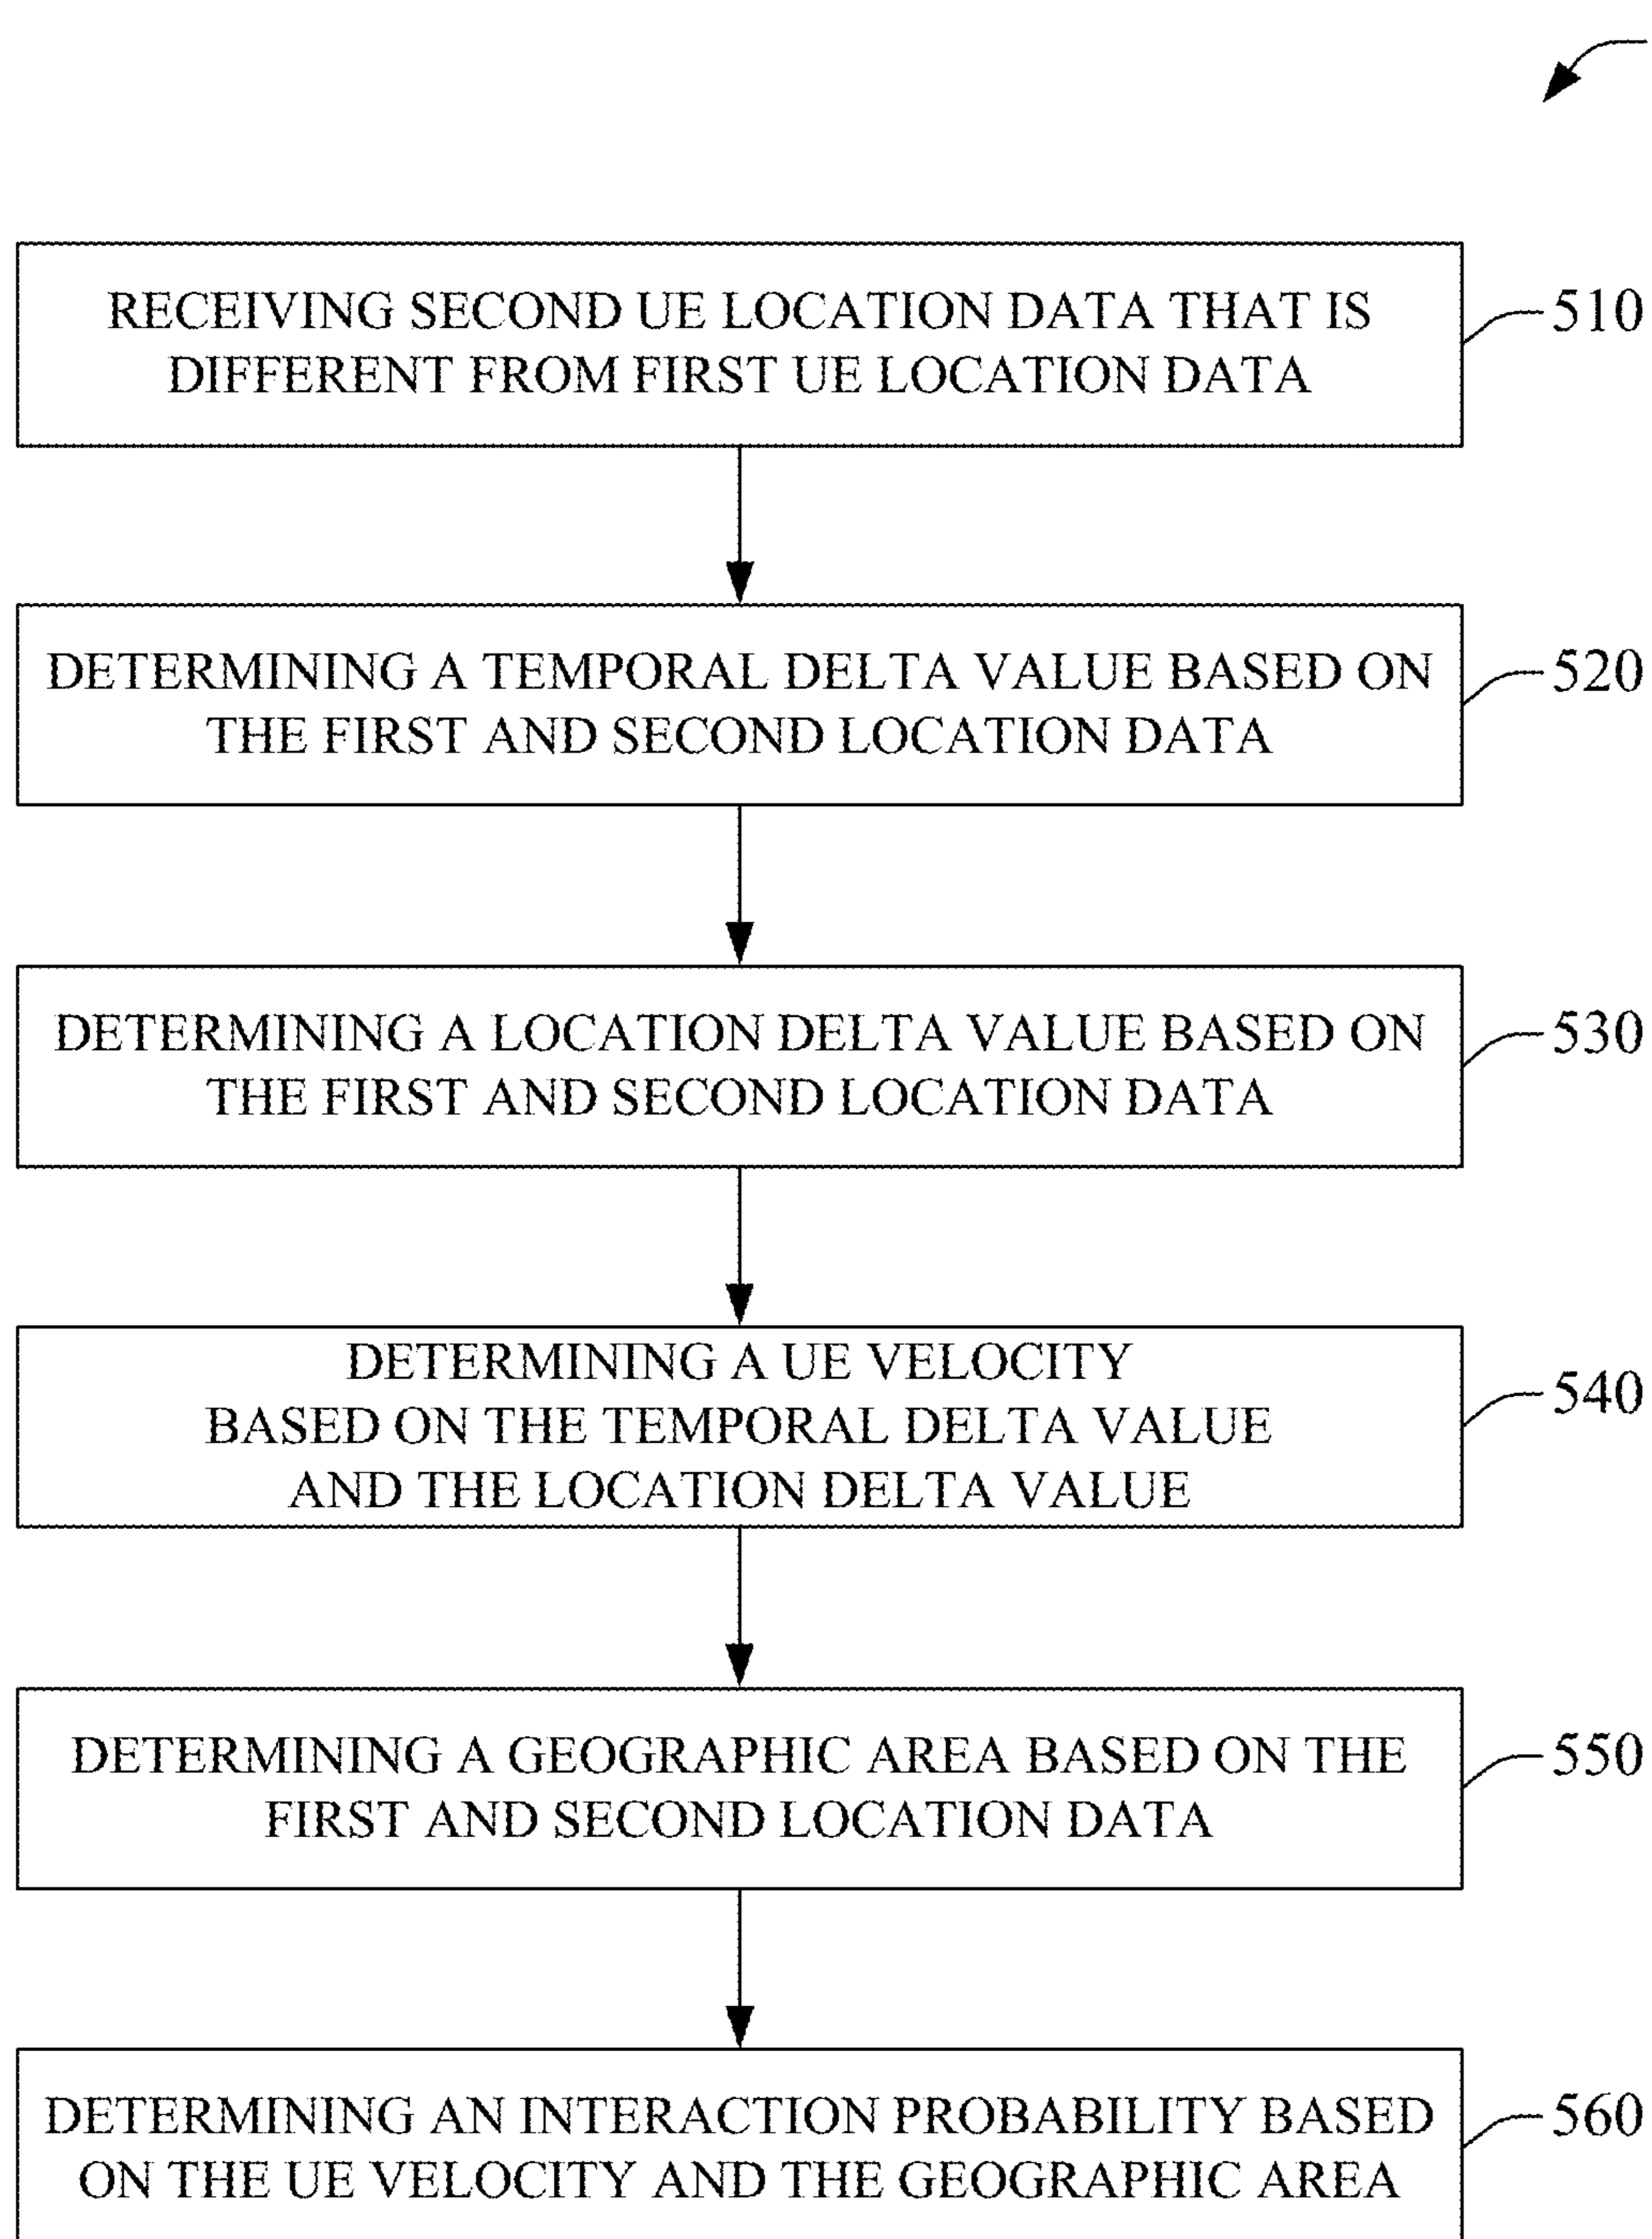 RECEIVING SECOND UE LOCATION DATA THAT IS
DIFFERENT FROM FIRST UE LOCATION DATA
510
DETERMINING A TEMPORAL DELTA VALUE BASED ON
THE FIRST AND SECOND LOCATION DATA
520
DETERMINING A LOCATION DELTA VALUE BASED ON
THE FIRST AND SECOND LOCATION DATA
530
DETERMINING A UE VELOCITY
BASED ON THE TEMPORAL DELTA VALUE
AND THE LOCATION DELTA VALUE
540
DETERMINING A GEOGRAPHIC AREA BASED ON THE
FIRST AND SECOND LOCATION DATA
550
DETERMINING AN INTERACTION PROBABILITY BASED
ON THE UE VELOCITY AND THE GEOGRAPHIC AREA
560